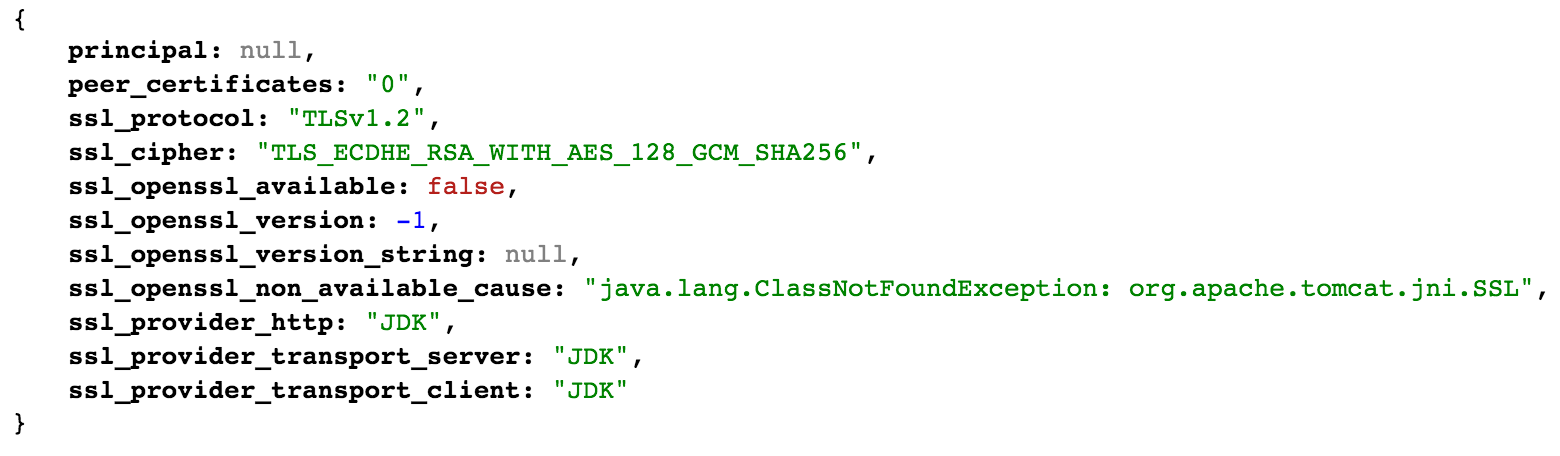 {
principal: null,
peer_certificates: "0",
ssl_protocol: "TLSv1.2",
ssl_cipher: "TLS_ECDHE_RSA_WITH_AES_128_GCM_SHA256",
ssl_openssl_available: false,
ssl_openssl_version: -1,
ssl_openssl_version_string: null,
ssl_openssl_non_available_cause: "java.lang.ClassNotFoundException: org.apache.tomcat.jni.SSL",
ssl_provider_http: "JDK",
ssl_provider_transport_server: "JDK",
ssl_provider_transport_client: "JDK"
}